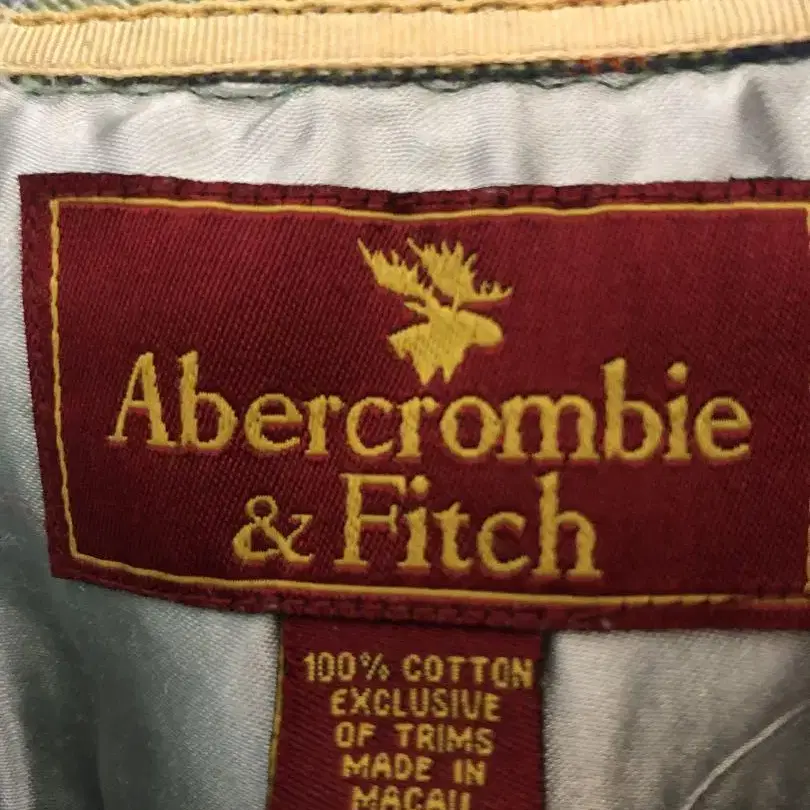 Abercrombie
& Fitch
100% COTTON
EXCLUSIVE
OF TRIMS
MADE IN
MACAU